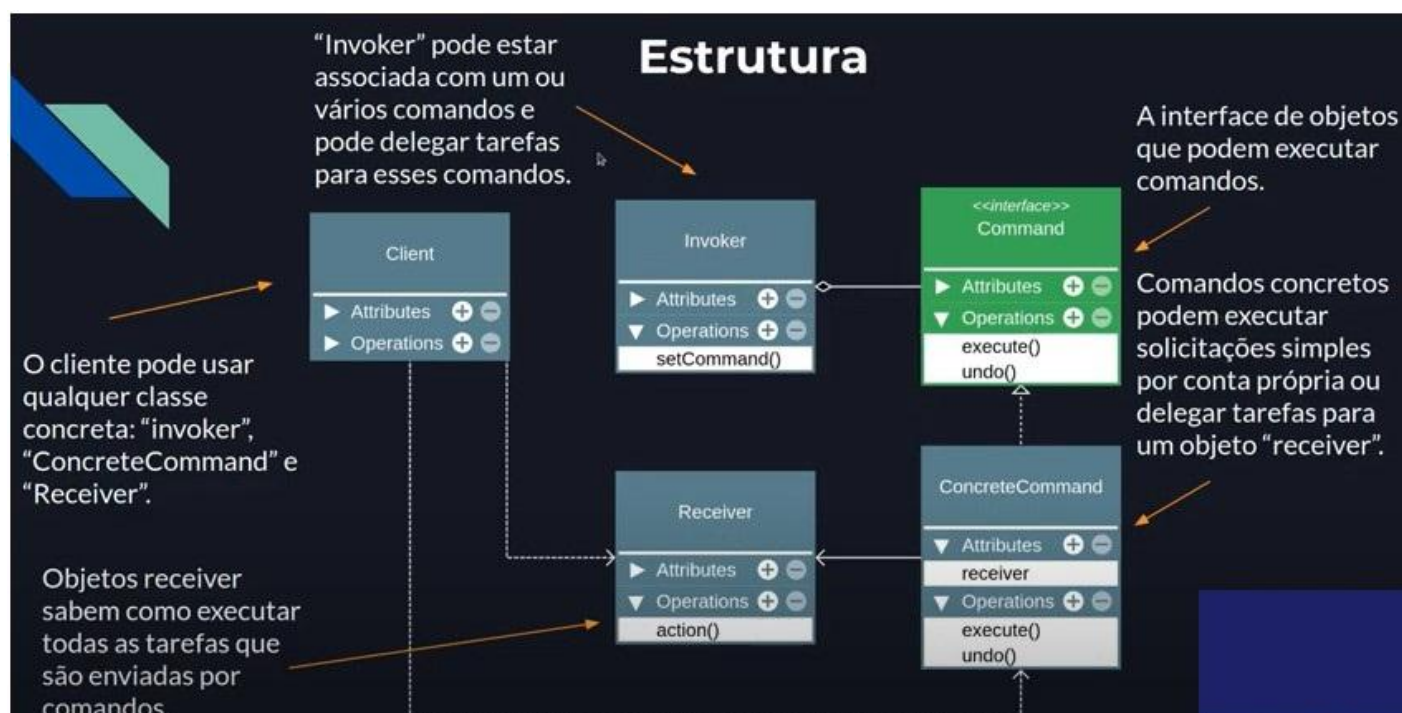 Estrutura
“Invoker” pode estar
associada com um ou
vários comandos e
pode delegar tarefas
para esses comandos.
A interface de objetos
que podem executar
comandos.
Client
Attributes
Operations
Invoker
Attributes
Operations
setCommand()
<<interface>>
Command
Attributes
Operations
execute()
undo()
O cliente pode usar
qualquer classe
concreta: “invoker”,
“ConcreteCommand” e
“Receiver”.
Comandos concretos
podem executar
solicitações simples
por conta própria ou
delegar tarefas para
um objeto “receiver”.
Receiver
Attributes
Operations
action()
ConcreteCommand
Attributes
receiver
Operations
execute()
undo()
Objetos receiver
sabem como executar
todas as tarefas que
são enviadas por
comandos